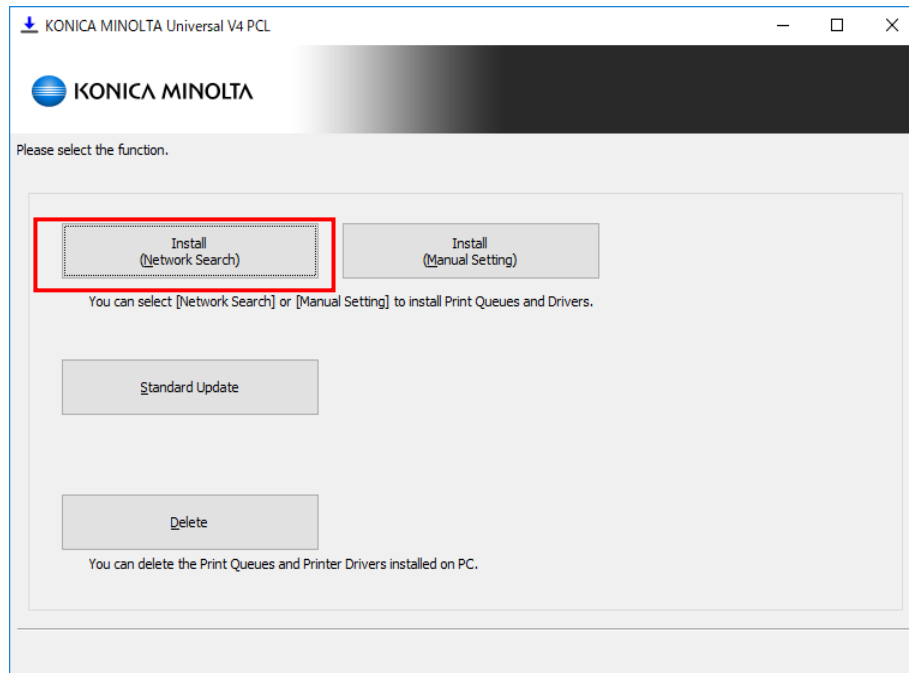 KONICA MINOLTA Universal V4 PCL
KONICA MINOLTA
Please select the function.
Install
(Network Search)
Install
(Manual Setting)
You can select [Network Search] or [Manual Setting] to install Print Queues and Drivers.
Standard Update
Delete
You can delete the Print Queues and Printer Drivers installed on PC.